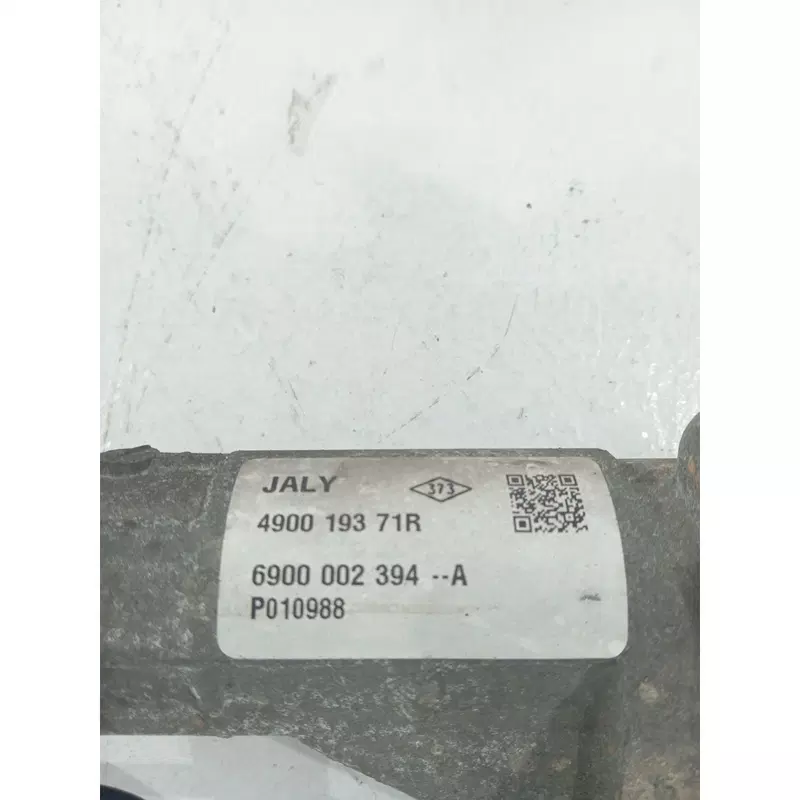 JALY 373
4900 193 71R
6900 002 394 --A
P010988